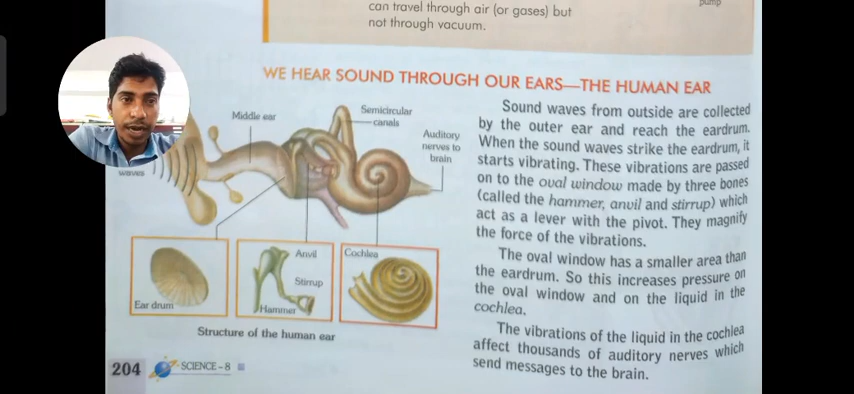 can travel through air (or gases) but
not through vacuum.
pump
WE HEAR SOUND THROUGH OUR EARS—THE HUMAN EAR
Middle ear
Semicircular
canals
Auditory
nerves to
brain
waves
Anvil
Stirrup
Hammer
Cochlea
Ear drum
Structure of the human ear
Sound waves from outside are collected
by the outer ear and reach the eardrum.
When the sound waves strike the eardrum, it
starts vibrating. These vibrations are passed
on to the oval window made by three bones
(called the hammer, anvil and stirrup) which
act as a lever with the pivot. They magnify
the force of the vibrations.
The oval window has a smaller area than
the eardrum. So this increases pressure on
the oval window and on the liquid in the
cochlea.
The vibrations of the liquid in the cochlea
affect thousands of auditory nerves which
send messages to the brain.
204 SCIENCE – 8